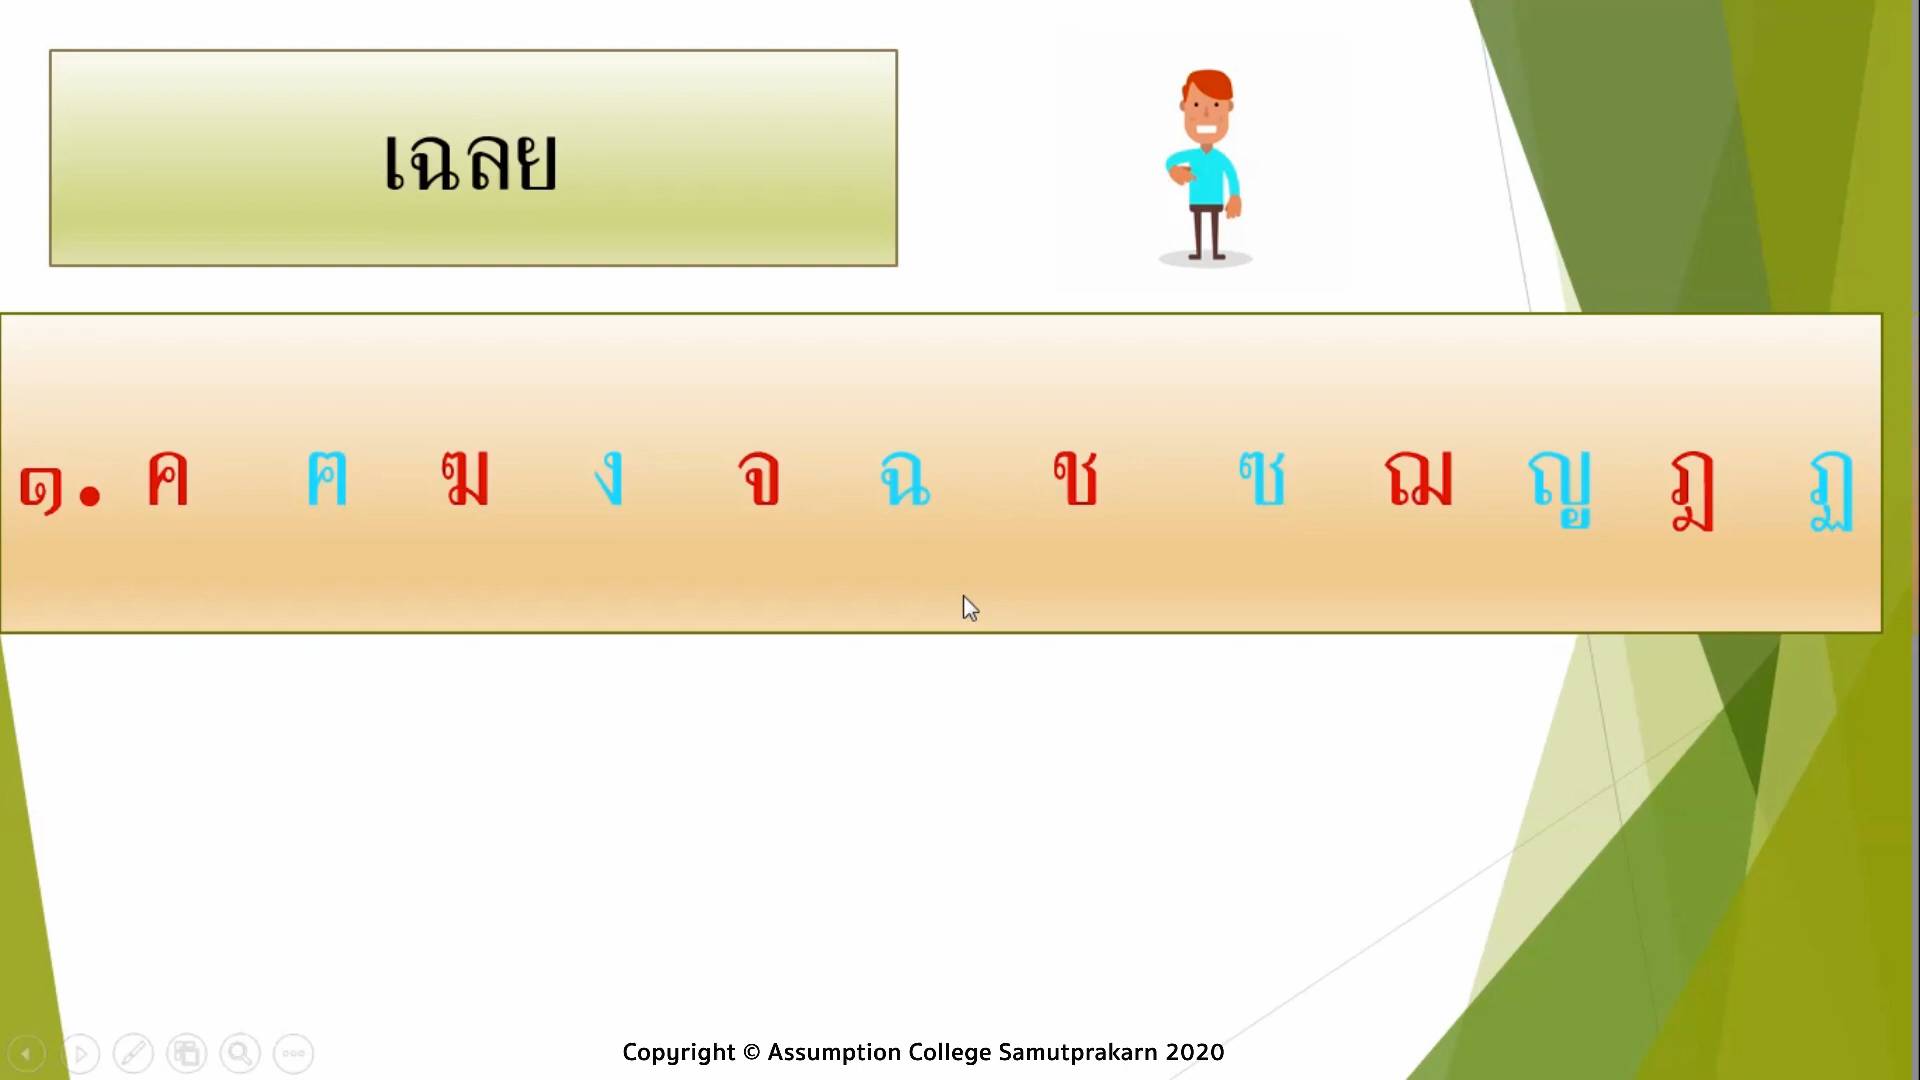 เฉลย
๑. ค ฅ ฆ ง จ ฉ ช ซ ฌ ญ ฎ ฏ
Copyright © Assumption College Samutprakarn 2020